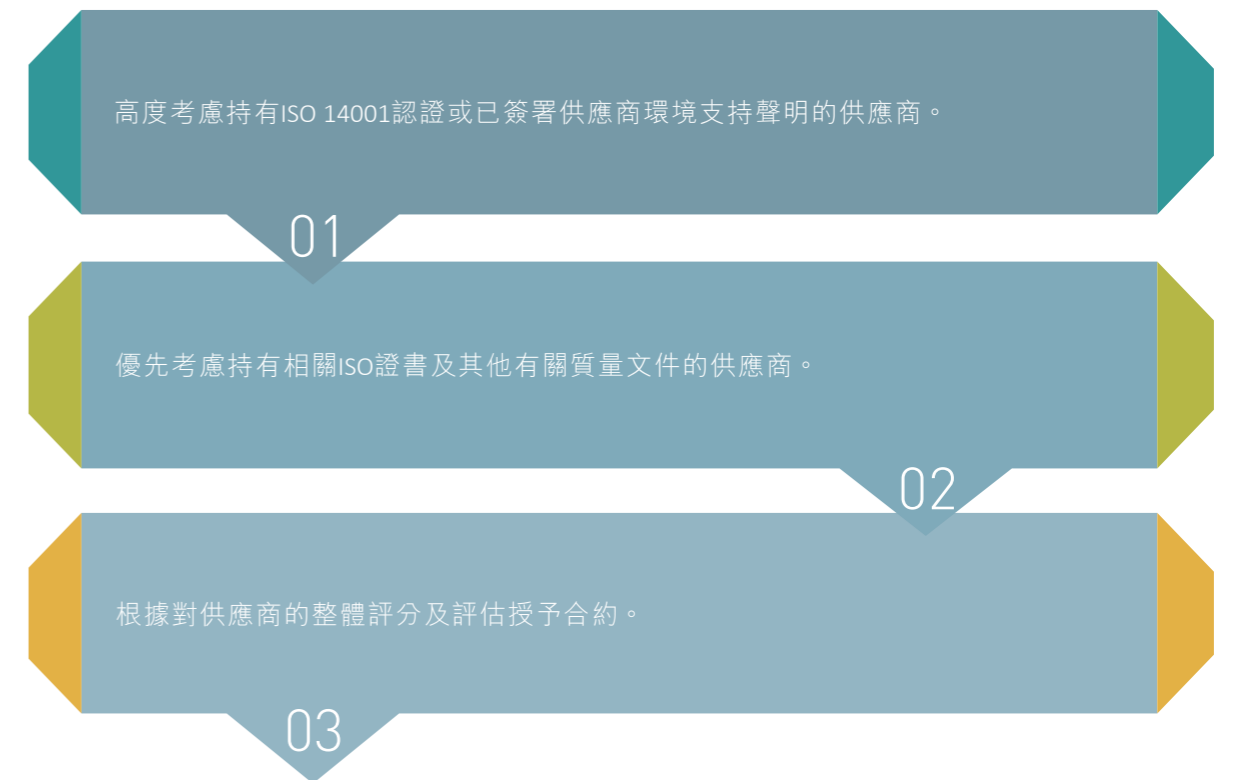 高度考慮持有ISO 14001認證或已簽署供應商環境支持聲明的供應商。
01
優先考慮持有相關ISO證書及其他有關質量文件的供應商。
02
根據對供應商的整體評分及評估授予合約。
03